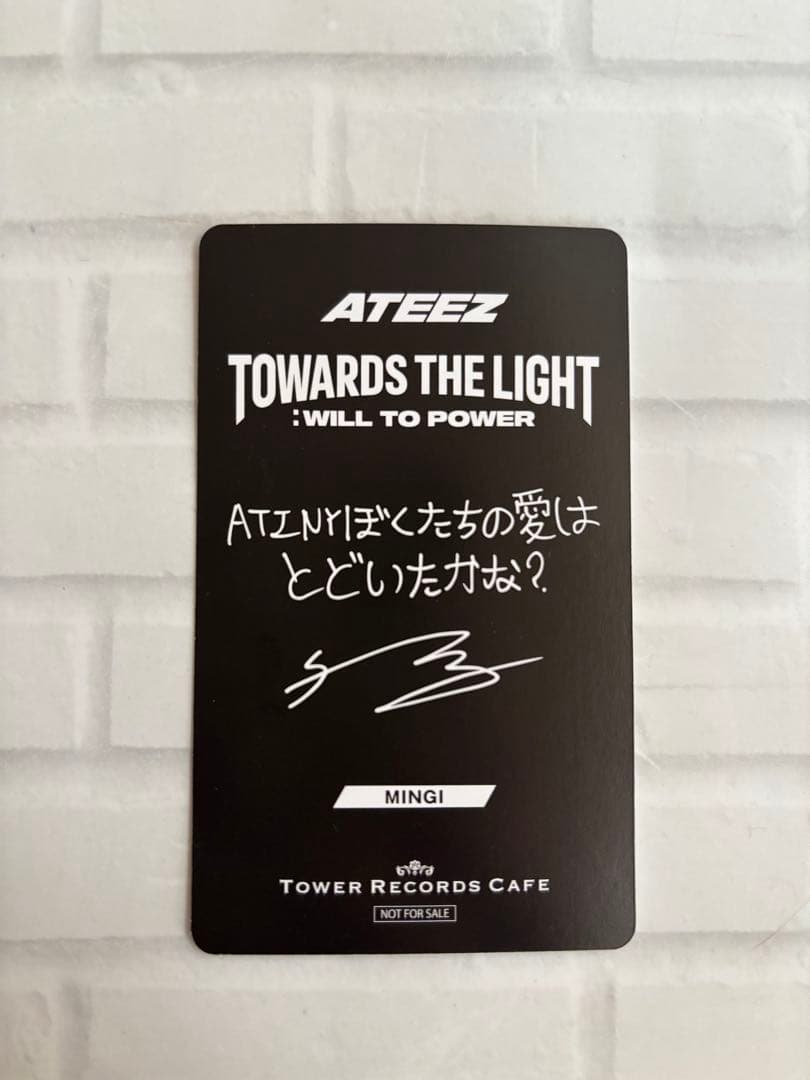 ATEEZ
TOWARDS THE LIGHT
:WILL TO POWER
ATINYぼくたちの愛は
とどいたかな?
MINGI
TOWER RECORDS CAFE
NOT FOR SALE